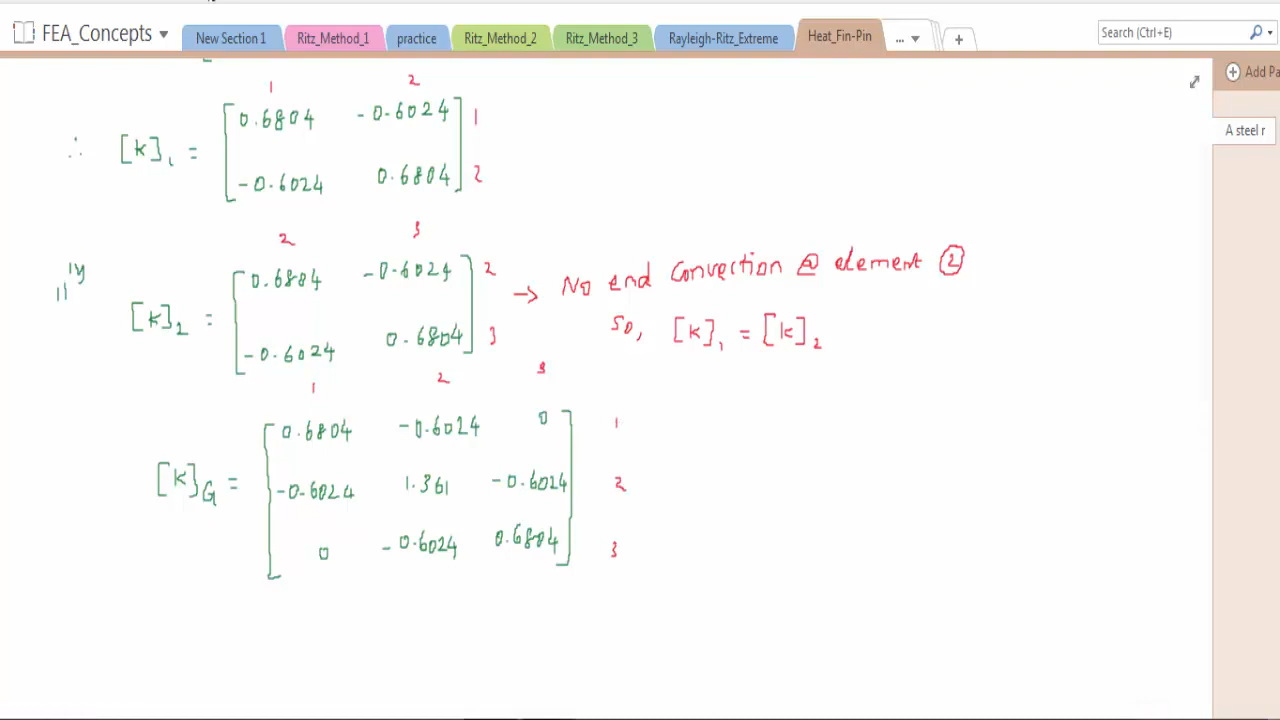 FEA_Concepts New Section 1 Ritz_Method_1 practice Ritz_Method_2 Ritz_Method_3 Rayleigh-Ritz_Extreme Heat_Fin-Pin ... + Search (Ctrl+E)
Add Pa
A steel r
1 2
0.6804 -0.6024 1
∴ [K]₁ =
-0.6024 0.6804 2
2 3
0.6804 -0.6024 2
|||ly [K]₂ = → No end Convection @ element ②
-0.6024 0.6804 3
So, [K]₁ = [K]₂
1 2 3
0.6804 -0.6024 0 1
[K]G = -0.6024 1.361 -0.6024 2
0 -0.6024 0.6804 3